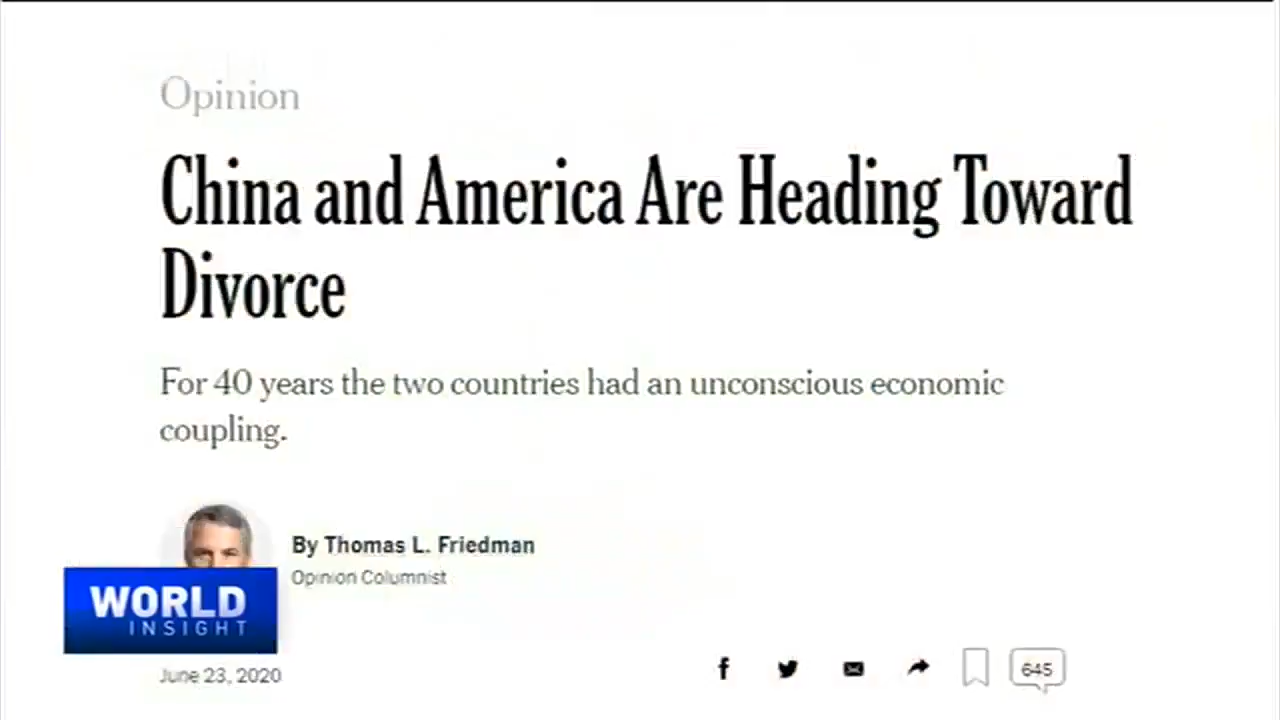 Opinion
China and America Are Heading Toward
Divorce
For 40 years the two countries had an unconscious economic
coupling.
By Thomas L. Friedman
Opinion Columnist
WORLD
INSIGHT
June 23, 2020
645